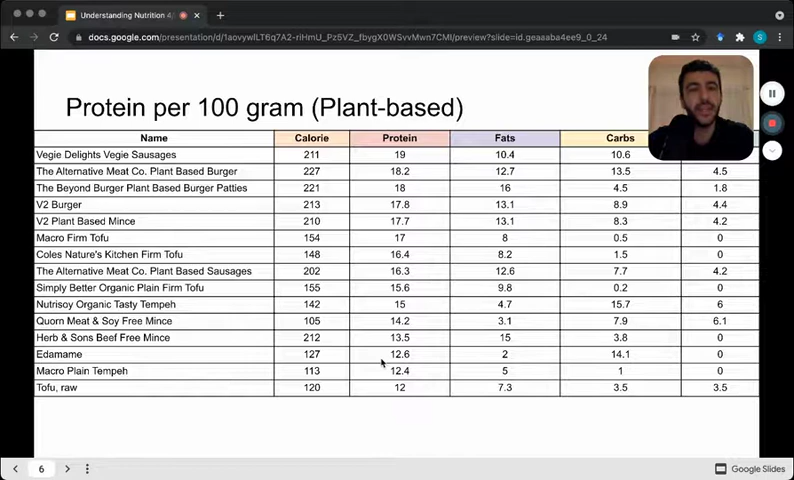 Understanding Nutrition 4/
docs.google.com/presentation/d/1aovywILT6q7A2-riHmU_Pz5VZ_fbygX0WSvvMwn7CMI/preview?slide=id.geaaaba4ee9_0_24
S
Protein per 100 gram (Plant-based)
Name Calorie Protein Fats Carbs
Vegie Delights Vegie Sausages 211 19 10.4 10.6
The Alternative Meat Co. Plant Based Burger 227 18.2 12.7 13.5 4.5
The Beyond Burger Plant Based Burger Patties 221 18 16 4.5 1.8
V2 Burger 213 17.8 13.1 8.9 4.4
V2 Plant Based Mince 210 17.7 13.1 8.3 4.2
Macro Firm Tofu 154 17 8 0.5 0
Coles Nature's Kitchen Firm Tofu 148 16.4 8.2 1.5 0
The Alternative Meat Co. Plant Based Sausages 202 16.3 12.6 7.7 4.2
Simply Better Organic Plain Firm Tofu 155 15.6 9.8 0.2 0
Nutrisoy Organic Tasty Tempeh 142 15 4.7 15.7 6
Quorn Meat & Soy Free Mince 105 14.2 3.1 7.9 6.1
Herb & Sons Beef Free Mince 212 13.5 15 3.8 0
Edamame 127 12.6 2 14.1 0
Macro Plain Tempeh 113 12.4 5 1 0
Tofu, raw 120 12 7.3 3.5 3.5
6
Google Slides